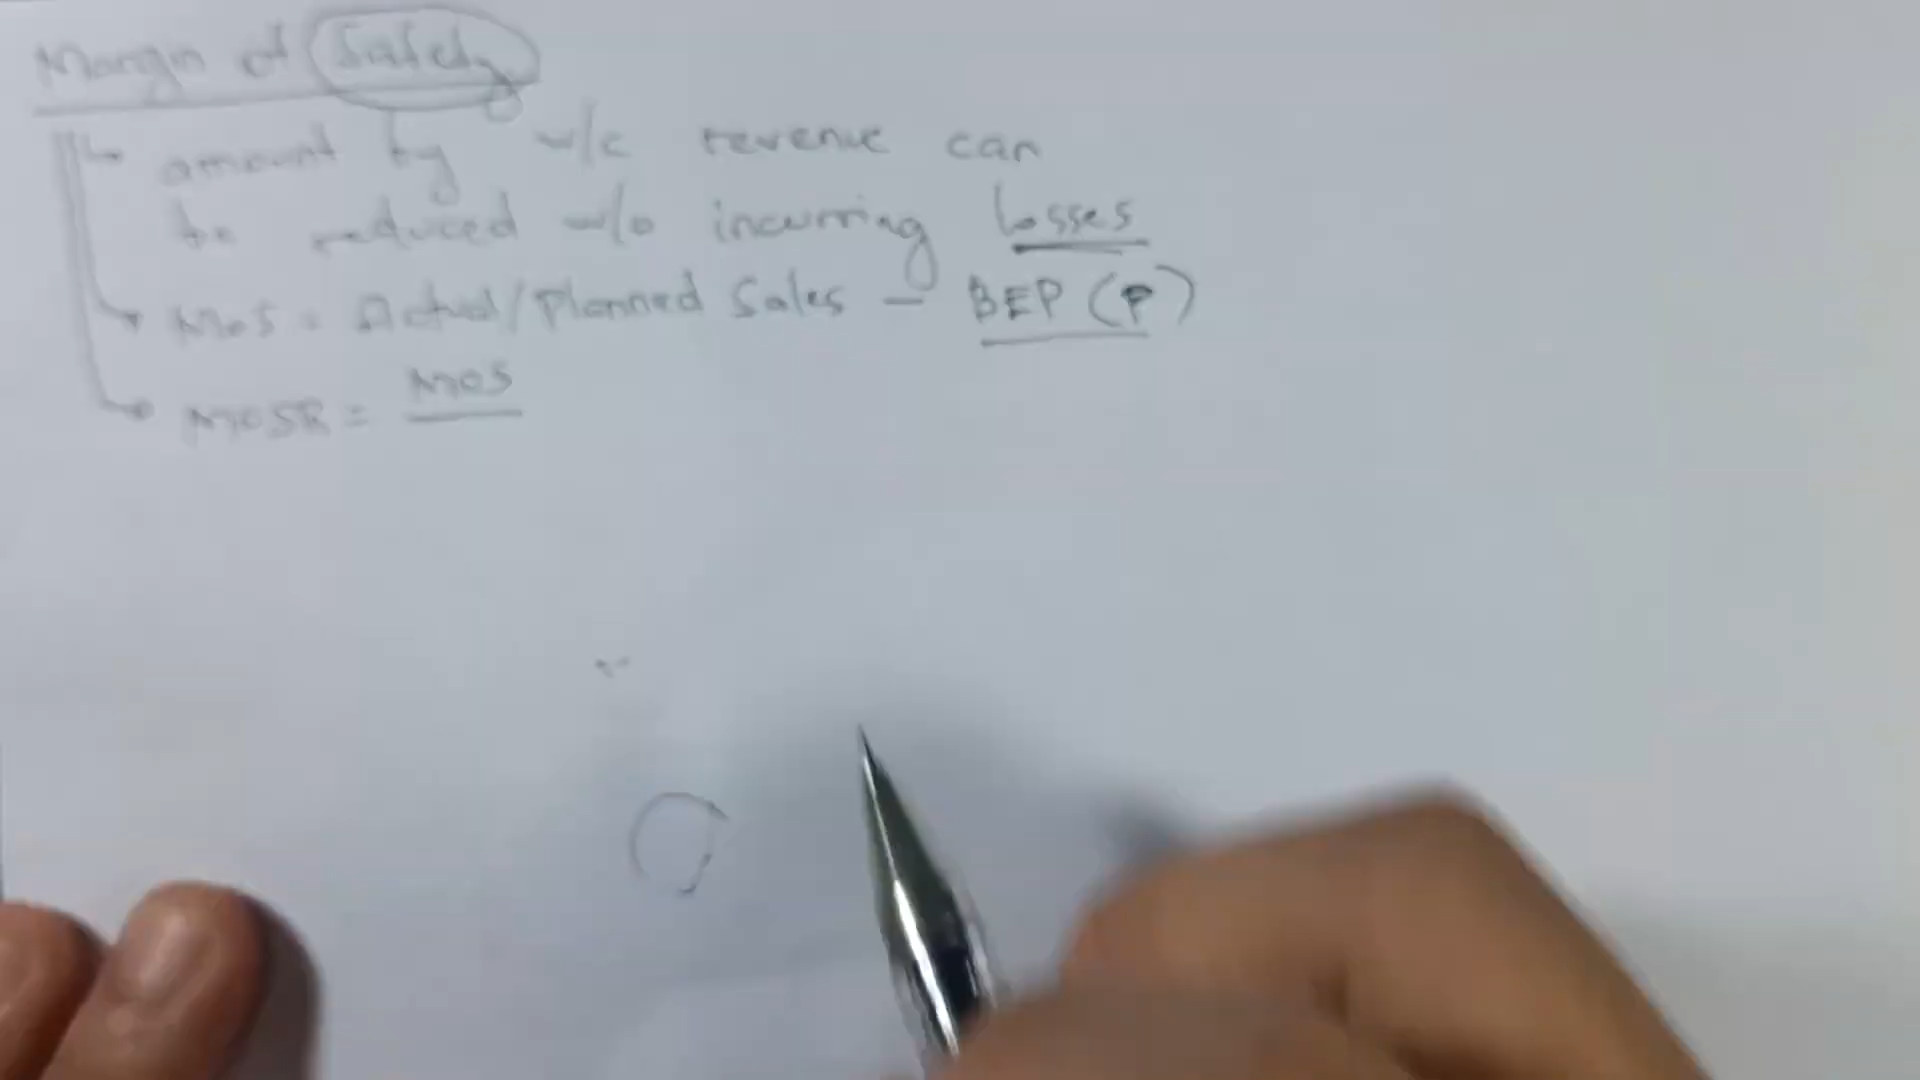 Margin of Safety
amount by w/c revenue can
be reduced w/o incurring losses
MOS = Actual/Planned Sales - BEP (P)
MOSR = MOS